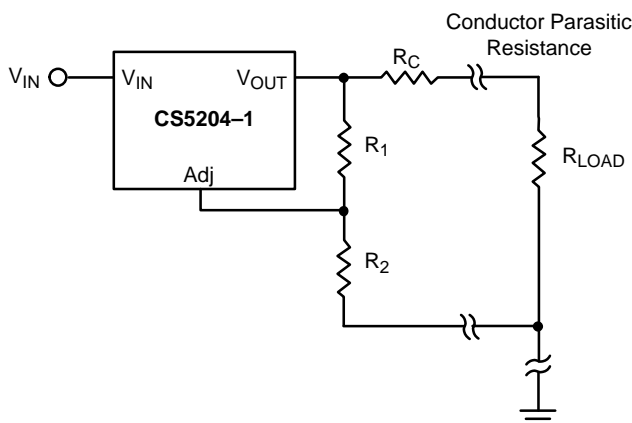 Conductor Parasitic
Resistance
V_IN
V_IN
V_OUT
R_C
CS5204–1
R_1
R_LOAD
Adj
R_2